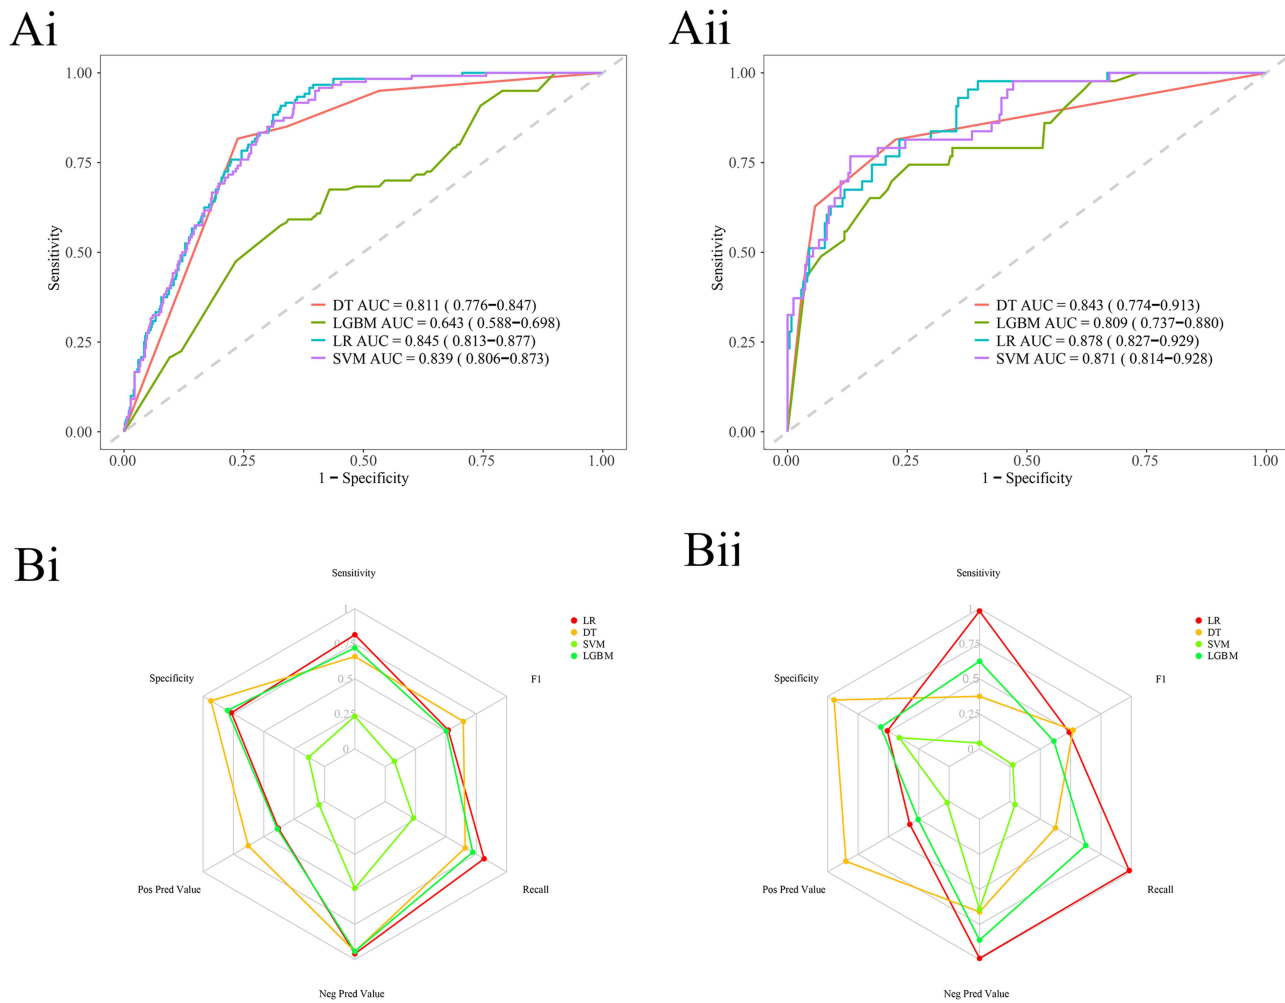 Ai
Aii
1.00
0.75
0.50
0.25
0.00
Sensitivity
DT AUC = 0.811 ( 0.776−0.847)
LGBM AUC = 0.643 ( 0.588−0.698)
LR AUC = 0.845 ( 0.813−0.877)
SVM AUC = 0.839 ( 0.806−0.873)
0.00 0.25 0.50 0.75 1.00
1 − Specificity
1.00
0.75
0.50
0.25
0.00
Sensitivity
DT AUC = 0.843 ( 0.774−0.913)
LGBM AUC = 0.809 ( 0.737−0.880)
LR AUC = 0.878 ( 0.827−0.929)
SVM AUC = 0.871 ( 0.814−0.928)
0.00 0.25 0.50 0.75 1.00
1 − Specificity
Bi
Sensitivity
1
0.75
0.5
0.25
0
LR
DT
SVM
LGBM
Specificity
F1
Pos Pred Value
Recall
Neg Pred Value
Bii
Sensitivity
1
0.75
0.5
0.25
0
LR
DT
SVM
LGBM
Specificity
F1
Pos Pred Value
Recall
Neg Pred Value